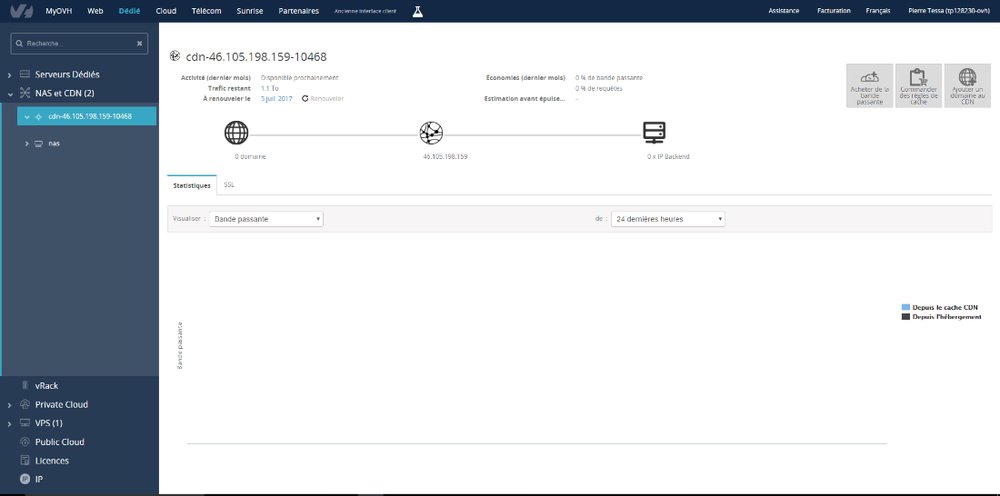 MyOVH Web Dédié Cloud Télécom Sunrise Partenaires Ancienne interface client Assistance Facturation Français Pierre Tessa (tp128230-ovh)
Recherche...
Serveurs Dédiés
NAS et CDN (2)
cdn-46.105.198.159-10468
nas
vRack
Private Cloud
VPS (1)
Public Cloud
Licences
IP IP
cdn-46.105.198.159-10468
Activité (dernier mois) Disponible prochainement
Trafic restant 1.1 To
À renouveler le 5 juil. 2017 Renouveler
Économies (dernier mois) 0 % de bande passante
0 % de requêtes
Estimation avant épuise... -
Acheter de la
bande
passante
Commander
des règles de
cache
Ajouter un
domaine au
CDN
0 domaine
46.105.198.159
0 x IP Backend
Statistiques SSL
Visualiser : Bande passante de : 24 dernières heures
Bande passante
Depuis le cache CDN
Depuis l'hébergement